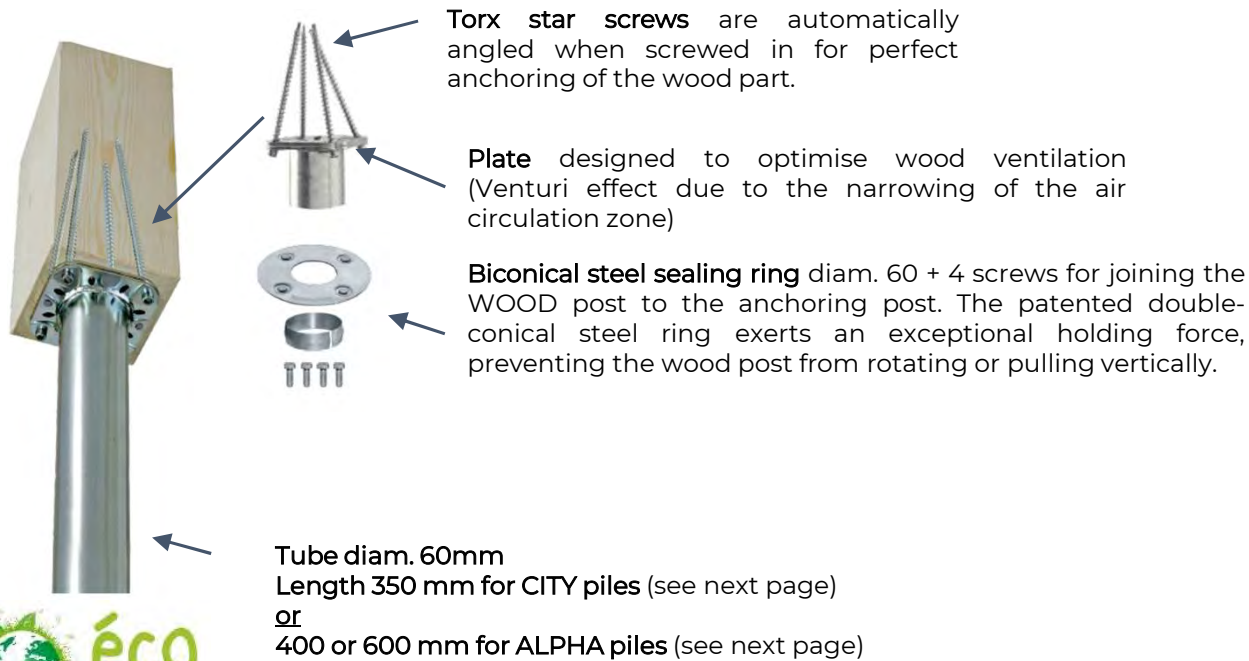 Torx star screws are automatically
angled when screwed in for perfect
anchoring of the wood part.
Plate designed to optimise wood ventilation
(Venturi effect due to the narrowing of the air
circulation zone)
Biconical steel sealing ring diam. 60 + 4 screws for joining the
WOOD post to the anchoring post. The patented double-
conical steel ring exerts an exceptional holding force,
preventing the wood post from rotating or pulling vertically.
Tube diam. 60mm
Length 350 mm for CITY piles (see next page)
or
400 or 600 mm for ALPHA piles (see next page)
éco